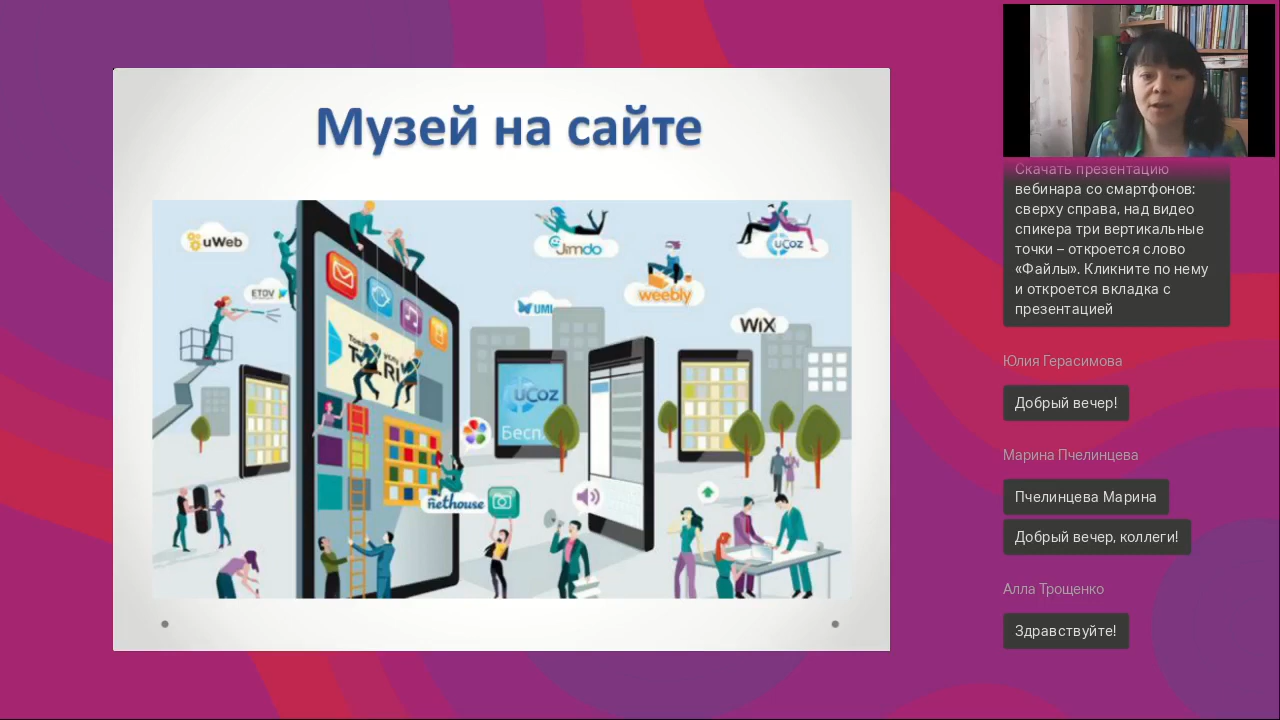 Музей на сайте
uWeb
Jimdo
uCoz
ETOV
UMI
weebly
WiX
uCoz
nethouse
Скачать презентацию
вебинара со смартфонов:
сверху справа, над видео
спикера три вертикальные
точки – откроется слово
«Файлы». Кликните по нему
и откроется вкладка с
презентацией
Юлия Герасимова
Добрый вечер!
Марина Пчелинцева
Пчелинцева Марина
Добрый вечер, коллеги!
Алла Трощенко
Здравствуйте!